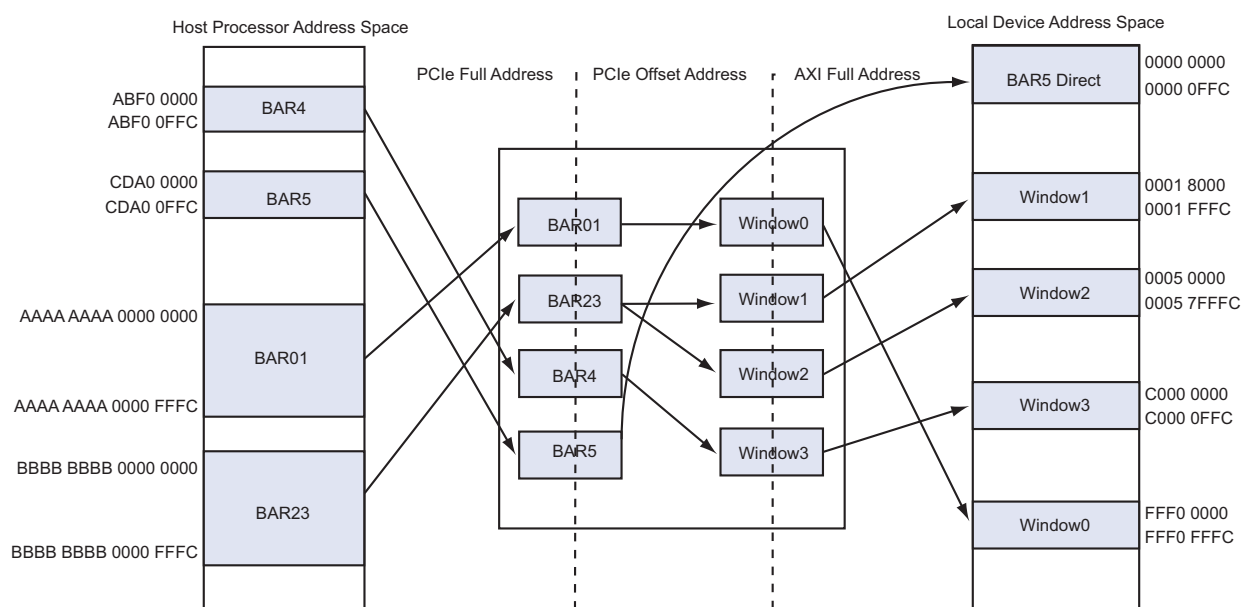 Host Processor Address Space
Local Device Address Space
PCIe Full Address
PCIe Offset Address
AXI Full Address
ABF0 0000
ABF0 0FFC
BAR4
CDA0 0000
CDA0 0FFC
BAR5
AAAA AAAA 0000 0000
BAR01
AAAA AAAA 0000 FFFC
BBBB BBBB 0000 0000
BAR23
BBBB BBBB 0000 FFFC
BAR01
BAR23
BAR4
BAR5
Window0
Window1
Window2
Window3
BAR5 Direct
0000 0000
0000 0FFC
Window1
0001 8000
0001 FFFC
Window2
0005 0000
0005 7FFFC
Window3
C000 0000
C000 0FFC
Window0
FFF0 0000
FFF0 FFFC